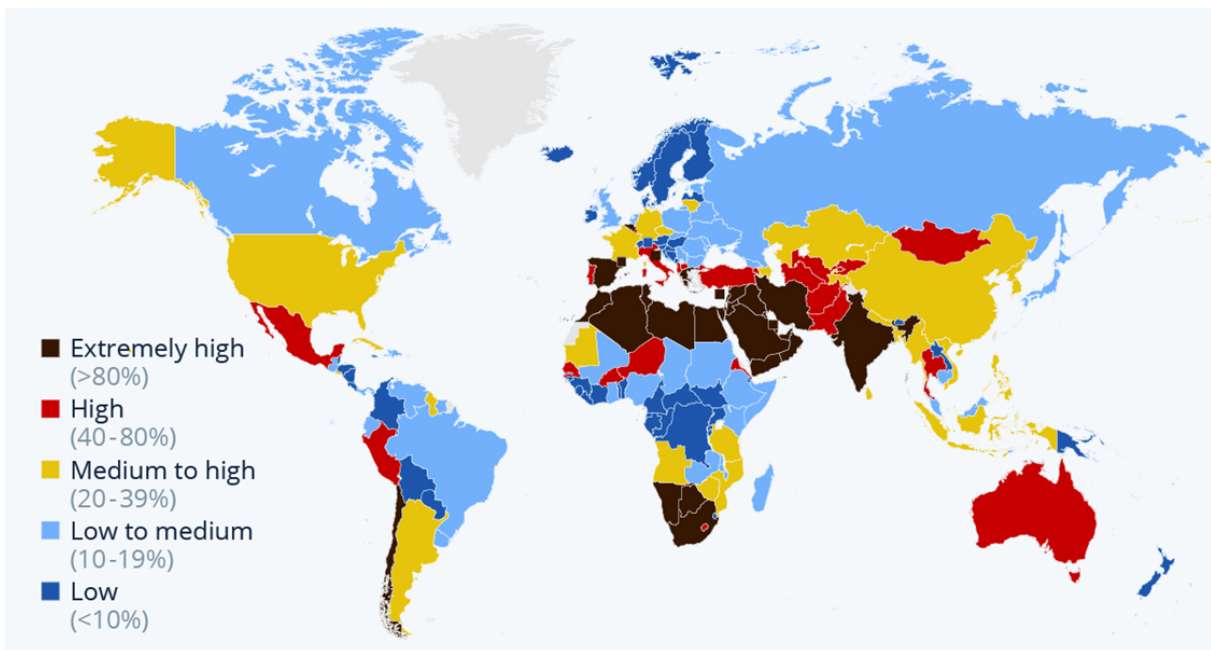 Extremely high
(>80%)
High
(40-80%)
Medium to high
(20-39%)
Low to medium
(10-19%)
Low
(<10%)